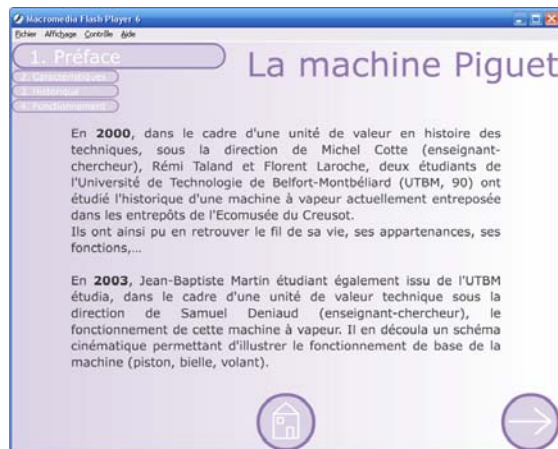 Macromedia Flash Player 6
Fichier Affichage Contrôle Aide
1. Préface
2. Caractéristiques
3. Historique
4. Fonctionnement
La machine Piguet
En 2000, dans le cadre d'une unité de valeur en histoire des
techniques, sous la direction de Michel Cotte (enseignant-
chercheur), Rémi Taland et Florent Laroche, deux étudiants de
l'Université de Technologie de Belfort-Montbéliard (UTBM, 90) ont
étudié l'historique d'une machine à vapeur actuellement entreposée
dans les entrepôts de l'Ecomusée du Creusot.
Ils ont ainsi pu en retrouver le fil de sa vie, ses appartenances, ses
fonctions,...
En 2003, Jean-Baptiste Martin étudiant également issu de l'UTBM
étudia, dans le cadre d'une unité de valeur technique sous la
direction de Samuel Deniaud (enseignant-chercheur), le
fonctionnement de cette machine à vapeur. Il en découla un schéma
cinématique permettant d'illustrer le fonctionnement de base de la
machine (piston, bielle, volant).